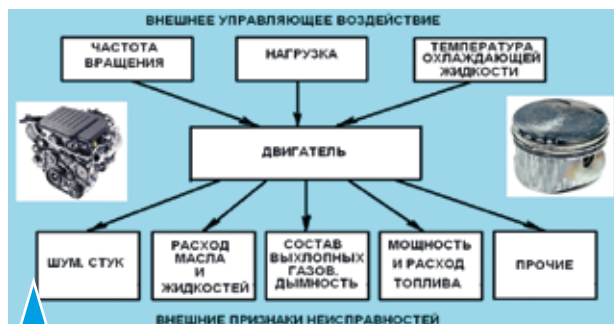 ВНЕШНЕЕ УПРАВЛЯЮЩЕЕ ВОЗДЕЙСТВИЕ
ЧАСТОТА
ВРАЩЕНИЯ
НАГРУЗКА
ТЕМПЕРАТУРА
ОХЛАЖДАЮЩЕЙ
ЖИДКОСТИ
ДВИГАТЕЛЬ
ШУМ, СТУК
РАСХОД
МАСЛА
И
ЖИДКОСТЕЙ
СОСТАВ
ВЫХЛОПНЫХ
ГАЗОВ.
ДЫМНОСТЬ
МОЩНОСТЬ
И РАСХОД
ТОПЛИВА
ПРОЧИЕ
ВНЕШНИЕ ПРИЗНАКИ НЕИСПРАВНОСТЕЙ